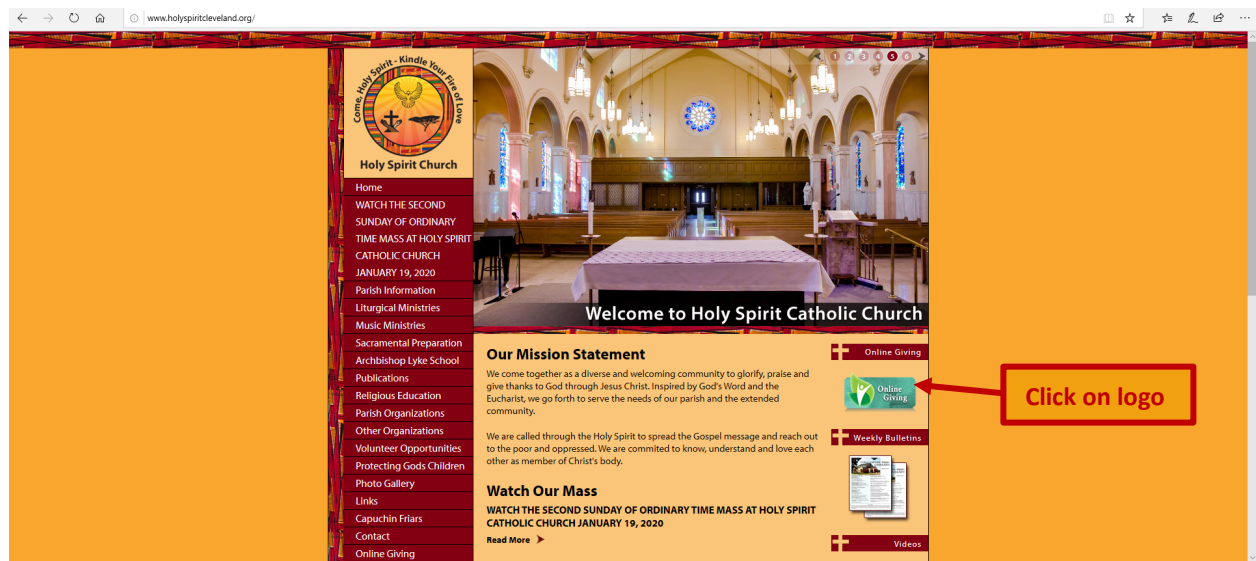 www.holyspiritcleveland.org/
Come, Holy Spirit - Kindle Your Fire of Love
Holy Spirit Church
Home
WATCH THE SECOND
SUNDAY OF ORDINARY
TIME MASS AT HOLY SPIRIT
CATHOLIC CHURCH
JANUARY 19, 2020
Parish Information
Liturgical Ministries
Music Ministries
Sacramental Preparation
Archbishop Lyke School
Publications
Religious Education
Parish Organizations
Other Organizations
Volunteer Opportunities
Protecting Gods Children
Photo Gallery
Links
Capuchin Friars
Contact
Online Giving
1 2 3 4 5 6
Welcome to Holy Spirit Catholic Church
Our Mission Statement
We come together as a diverse and welcoming community to glorify, praise and
give thanks to God through Jesus Christ. Inspired by God's Word and the
Eucharist, we go forth to serve the needs of our parish and the extended
community.
We are called through the Holy Spirit to spread the Gospel message and reach out
to the poor and oppressed. We are commited to know, understand and love each
other as member of Christ's body.
Watch Our Mass
WATCH THE SECOND SUNDAY OF ORDINARY TIME MASS AT HOLY SPIRIT
CATHOLIC CHURCH JANUARY 19, 2020
Read More
Online Giving
Online
Giving
Weekly Bulletins
Videos
Click on logo